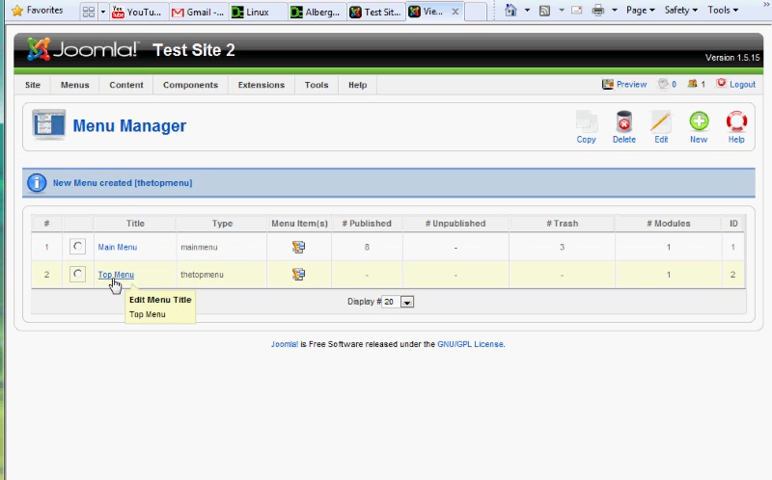 Favorites
YouTu...
Gmail -...
Linux
Alberg...
Test Sit...
Vie...
Page
Safety
Tools
Joomla! Test Site 2
Version 1.5.15
Site Menus Content Components Extensions Tools Help
Preview 0 1 Logout
Menu Manager
Copy Delete Edit New Help
New Menu created [thetopmenu]
# Title Type Menu Item(s) # Published # Unpublished # Trash # Modules ID
1 Main Menu mainmenu 8 - 3 1 1
2 Top Menu thetopmenu - - - 1 2
Edit Menu Title
Top Menu
Display # 20
Joomla! is Free Software released under the GNU/GPL License.